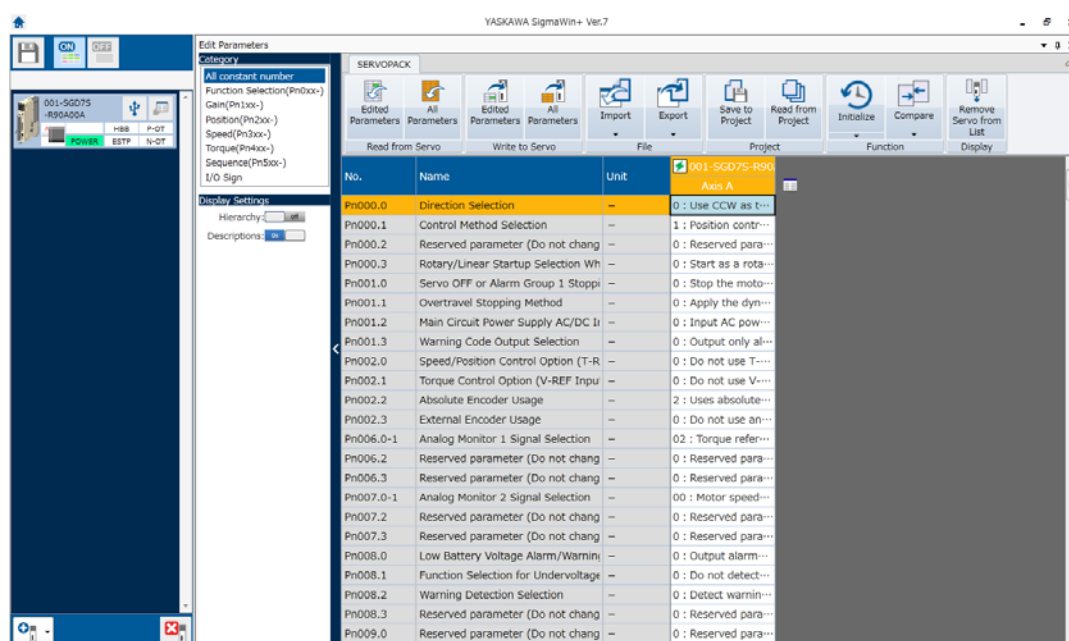 YASKAWA SigmaWin+ Ver.7
ON
OFF
001-SGD7S
-R90A00A
HBB P-OT
POWER BSTP N-OT
Edit Parameters
Category
All constant number
Function Selection(Pn0xx-)
Gain(Pn1xx-)
Position(Pn2xx-)
Speed(Pn3xx-)
Torque(Pn4xx-)
Sequence(Pn5xx-)
I/O Sign
Display Settings
Hierarchy: off
Descriptions: on
SERVOPACK
Edited Parameters
All Parameters
Read from Servo
Edited Parameters
All Parameters
Write to Servo
Import
Export
File
Save to Project
Read from Project
Project
Initialize
Compare
Function
Remove Servo from List
Display
No. Name Unit 001-SGD7S-R90
Axis A
Pn000.0 Direction Selection − 0 : Use CCW as t···
Pn000.1 Control Method Selection − 1 : Position contr···
Pn000.2 Reserved parameter (Do not chang − 0 : Reserved para···
Pn000.3 Rotary/Linear Startup Selection Wh − 0 : Start as a rota···
Pn001.0 Servo OFF or Alarm Group 1 Stoppi − 0 : Stop the moto···
Pn001.1 Overtravel Stopping Method − 0 : Apply the dyn···
Pn001.2 Main Circuit Power Supply AC/DC I − 0 : Input AC pow···
Pn001.3 Warning Code Output Selection − 0 : Output only al···
Pn002.0 Speed/Position Control Option (T-R − 0 : Do not use T-···
Pn002.1 Torque Control Option (V-REF Input − 0 : Do not use V-···
Pn002.2 Absolute Encoder Usage − 2 : Uses absolute···
Pn002.3 External Encoder Usage − 0 : Do not use an···
Pn006.0-1 Analog Monitor 1 Signal Selection − 02 : Torque refer···
Pn006.2 Reserved parameter (Do not chang − 0 : Reserved para···
Pn006.3 Reserved parameter (Do not chang − 0 : Reserved para···
Pn007.0-1 Analog Monitor 2 Signal Selection − 00 : Motor speed···
Pn007.2 Reserved parameter (Do not chang − 0 : Reserved para···
Pn007.3 Reserved parameter (Do not chang − 0 : Reserved para···
Pn008.0 Low Battery Voltage Alarm/Warning − 0 : Output alarm···
Pn008.1 Function Selection for Undervoltage − 0 : Do not detect···
Pn008.2 Warning Detection Selection − 0 : Detect warnin···
Pn008.3 Reserved parameter (Do not chang − 0 : Reserved para···
Pn009.0 Reserved parameter (Do not chang − 0 : Reserved para···